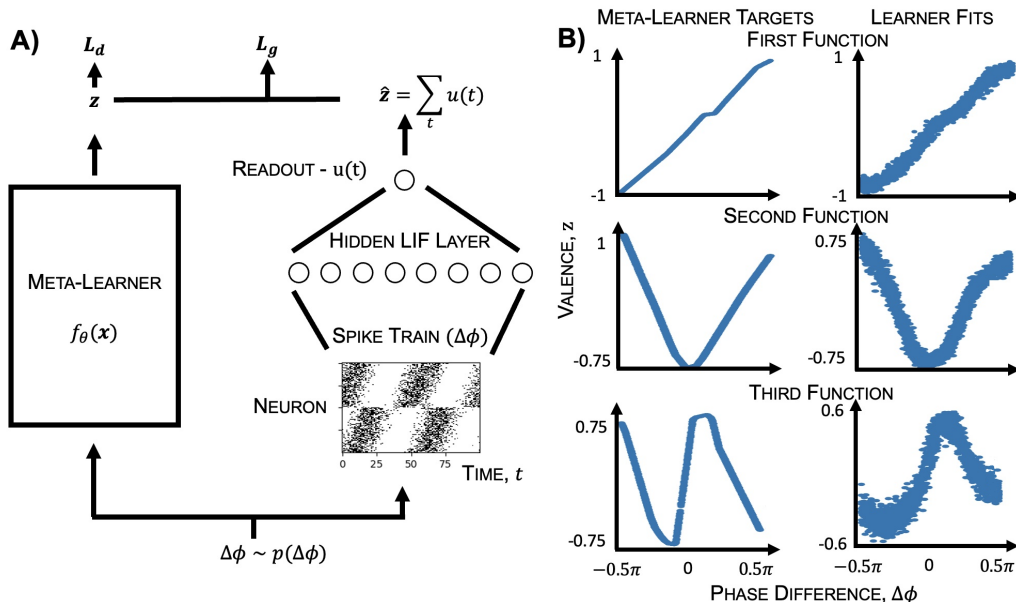 A)
L_d
L_g
z
ẑ = ∑_t u(t)
READOUT - u(t)
HIDDEN LIF LAYER
META-LEARNER
f_θ(x)
SPIKE TRAIN (Δϕ)
NEURON
0 25 50 75
TIME, t
Δϕ ~ p(Δϕ)
B)
META-LEARNER TARGETS LEARNER FITS
FIRST FUNCTION
1 1
-1 -1
SECOND FUNCTION
1 0.75
-0.75 -0.75
VALENCE, z
THIRD FUNCTION
0.75 0.6
-0.75 -0.6
−0.5π 0 0.5π −0.5π 0 0.5π
PHASE DIFFERENCE, Δϕ